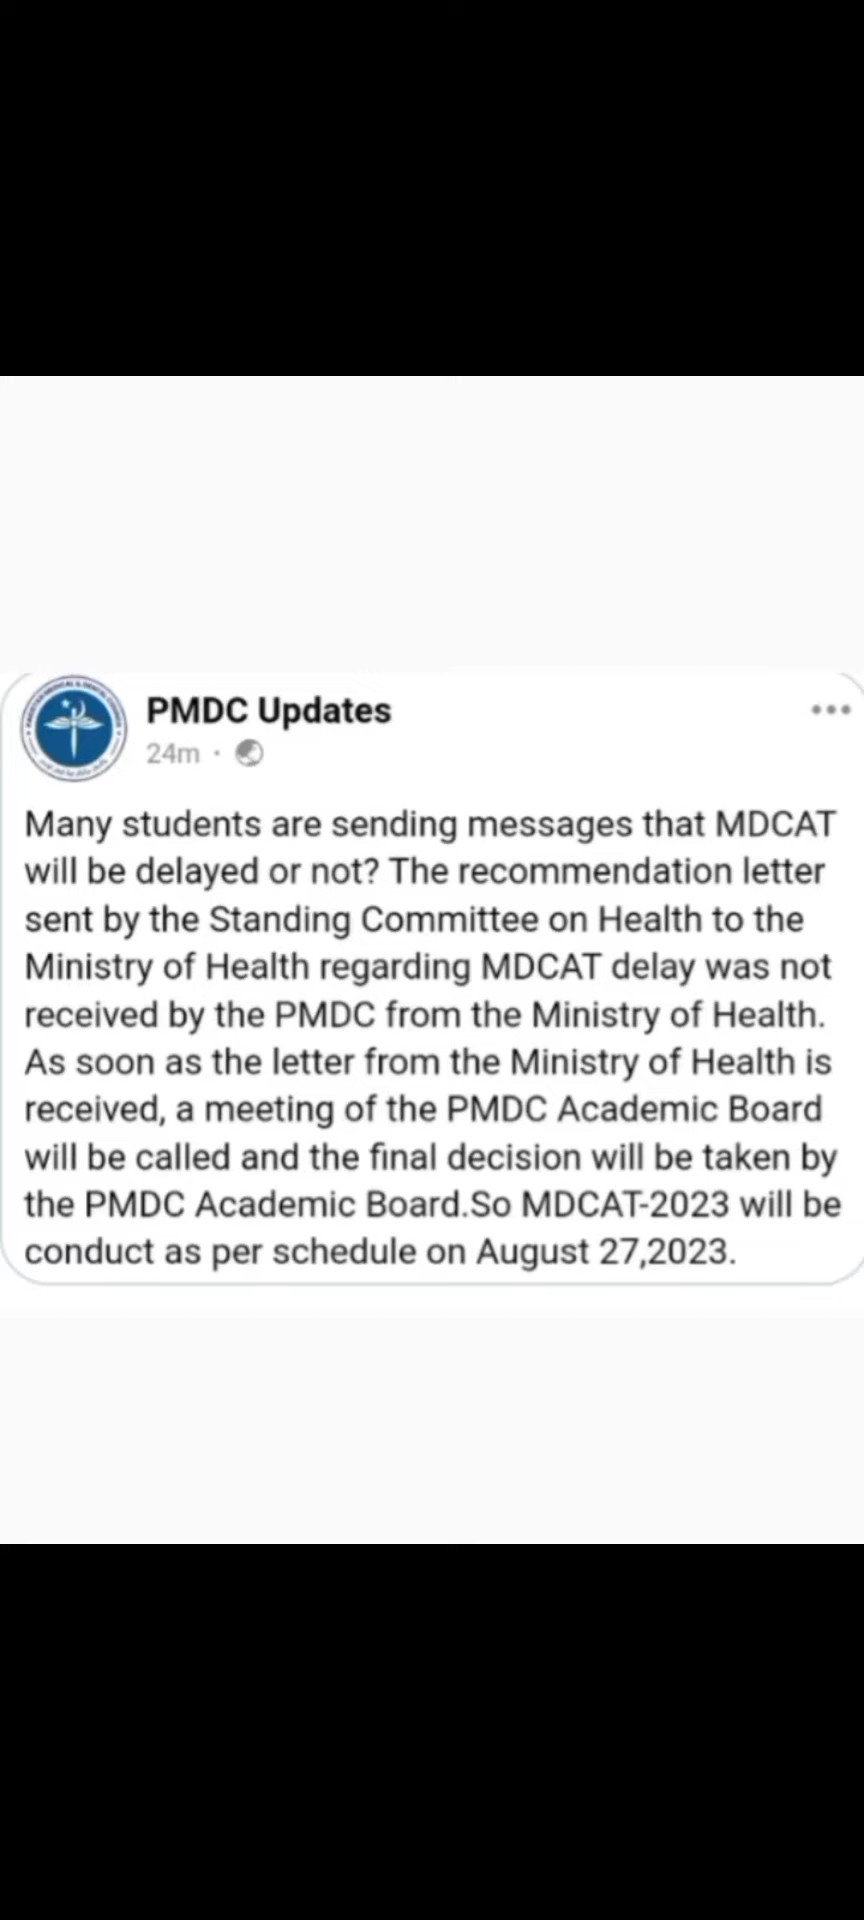 PMDC Updates
24m ·
Many students are sending messages that MDCAT
will be delayed or not? The recommendation letter
sent by the Standing Committee on Health to the
Ministry of Health regarding MDCAT delay was not
received by the PMDC from the Ministry of Health.
As soon as the letter from the Ministry of Health is
received, a meeting of the PMDC Academic Board
will be called and the final decision will be taken by
the PMDC Academic Board.So MDCAT-2023 will be
conduct as per schedule on August 27,2023.